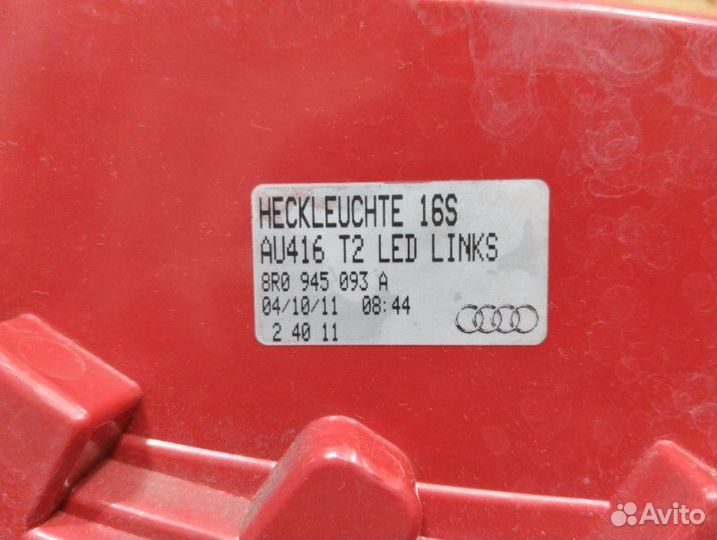 HECKLEUCHTE 16S
AU416 T2 LED LINKS
8R0 945 093 A
04/10/11 08:44
2 40 11
Avito